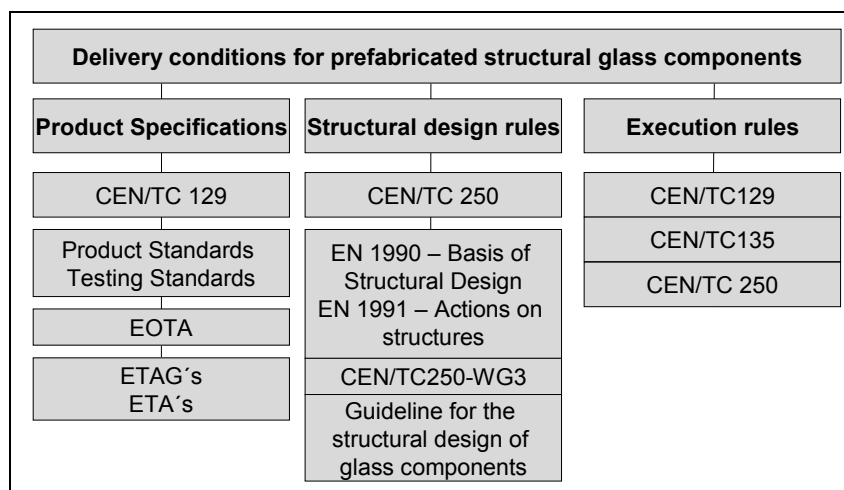 Delivery conditions for prefabricated structural glass components
Product Specifications
CEN/TC 129
Product Standards
Testing Standards
EOTA
ETAG´s
ETA´s
Structural design rules
CEN/TC 250
EN 1990 – Basis of
Structural Design
EN 1991 – Actions on
structures
CEN/TC250-WG3
Guideline for the
structural design of
glass components
Execution rules
CEN/TC129
CEN/TC135
CEN/TC 250